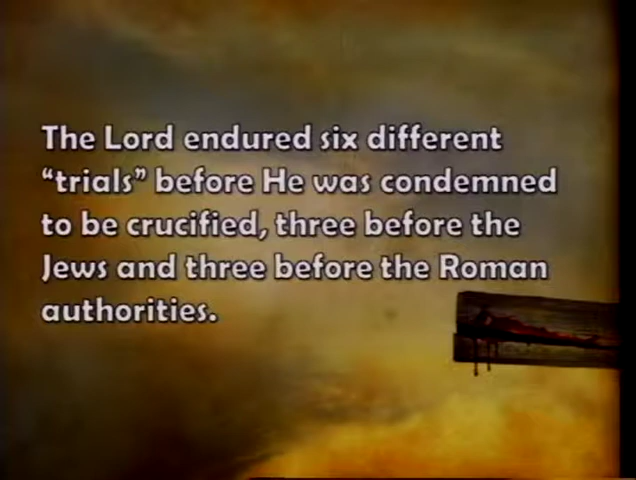 The Lord endured six different
“trials” before He was condemned
to be crucified, three before the
Jews and three before the Roman
authorities.